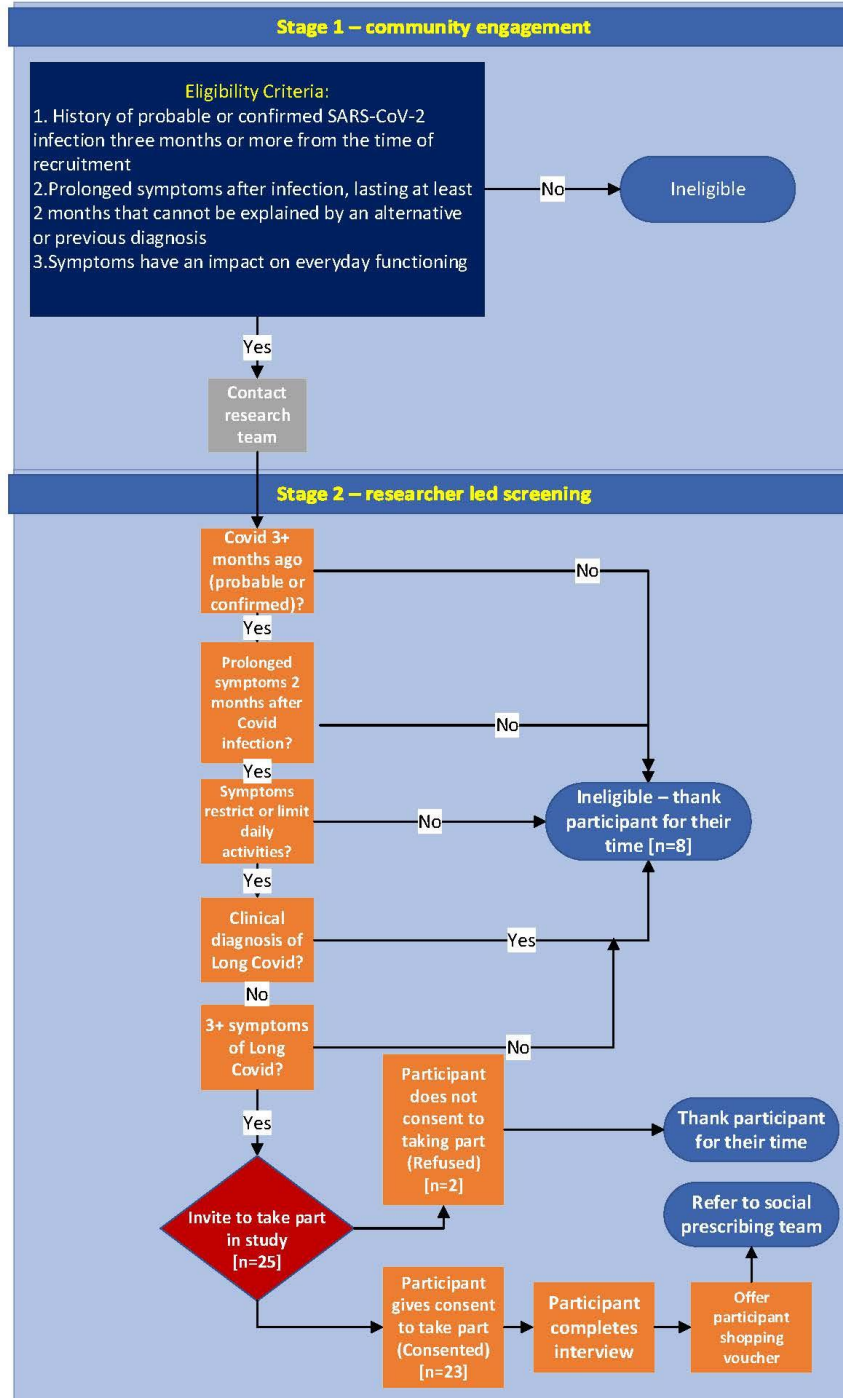 Stage 1 – community engagement
Eligibility Criteria:
1. History of probable or confirmed SARS-CoV-2
infection three months or more from the time of
recruitment
2.Prolonged symptoms after infection, lasting at least
2 months that cannot be explained by an alternative
or previous diagnosis
3.Symptoms have an impact on everyday functioning
No
Ineligible
Yes
Contact
research
team
Stage 2 – researcher led screening
Covid 3+
months ago
(probable or
confirmed)?
No
Yes
Prolonged
symptoms 2
months after
Covid
infection?
No
Yes
Symptoms
restrict or limit
daily
activities?
No
Ineligible – thank
participant for their
time [n=8]
Yes
Clinical
diagnosis of
Long Covid?
Yes
No
3+ symptoms
of Long
Covid?
No
Yes
Participant
does not
consent to
taking part
(Refused)
[n=2]
Thank participant
for their time
Invite to take part
in study
[n=25]
Refer to social
prescribing team
Participant
gives consent
to take part
(Consented)
[n=23]
Participant
completes
interview
Offer
participant
shopping
voucher